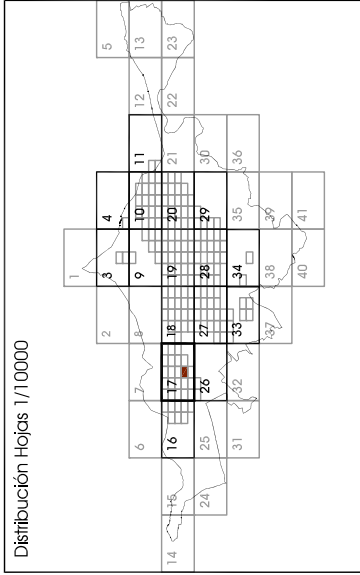 Distribución Hojas 1/10000
1
2 3 4 5
6 7 8 9 10 11 12 13
14 15 16 17 18 19 20 21 22 23
24 25 26 27 28 29 30
31 32 33 34 35 36
37 38 39
40 41